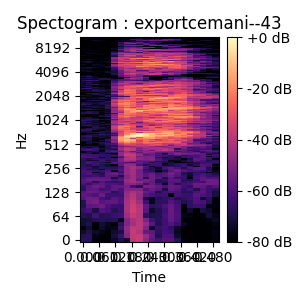 Spectogram : exportcemani--43
8192
4096
2048
1024
512
256
128
64
0
Hz
+0 dB
-20 dB
-40 dB
-60 dB
-80 dB
Time